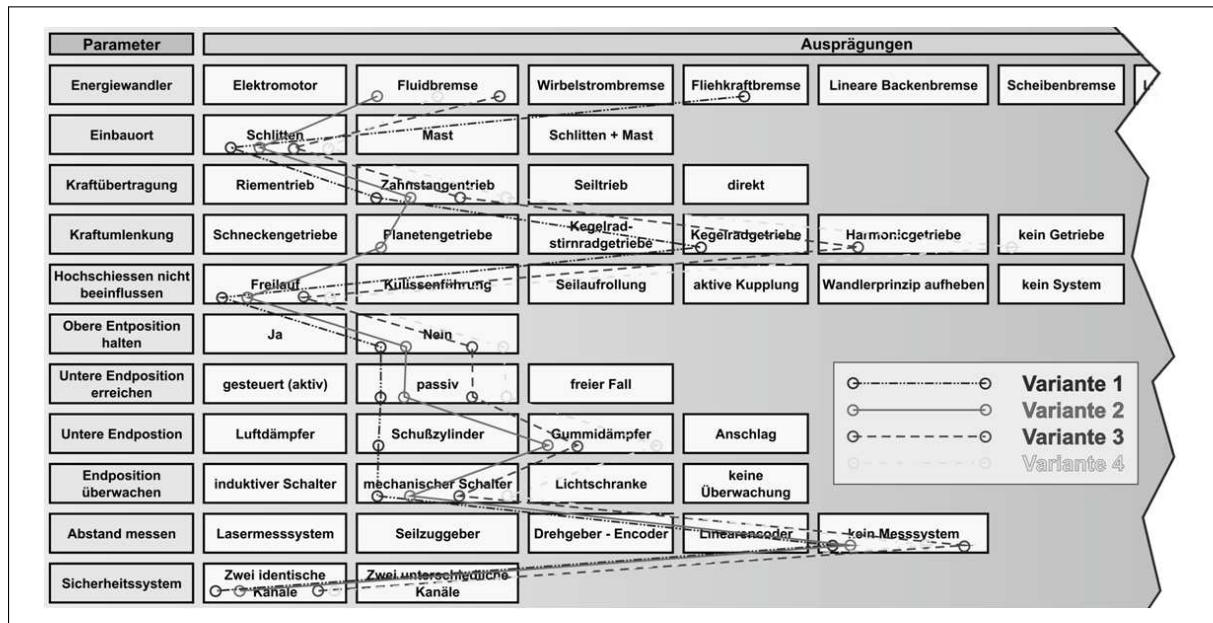 Parameter
Ausprägungen
Energiewandler
Elektromotor
Fluidbremse
Wirbelstrombremse
Fliehkraftbremse
Lineare Backenbremse
Scheibenbremse
Einbauort
Schlitten
Mast
Schlitten + Mast
Kraftübertragung
Riementrieb
Zahnstangentrieb
Seiltrieb
direkt
Kraftumlenkung
Schneckengetriebe
Planetengetriebe
Kegelrad-
stirnradgetriebe
Kegelradgetriebe
Harmonicgetriebe
kein Getriebe
Hochschiessen nicht
beeinflussen
Freilauf
Kulissenführung
Seilaufrollung
aktive Kupplung
Wandlerprinzip aufheben
kein System
Obere Entposition
halten
Ja
Nein
Untere Endposition
erreichen
gesteuert (aktiv)
passiv
freier Fall
Untere Endpostion
Luftdämpfer
Schußzylinder
Gummidämpfer
Anschlag
Endposition
überwachen
induktiver Schalter
mechanischer Schalter
Lichtschranke
keine
Überwachung
Abstand messen
Lasermesssystem
Seilzuggeber
Drehgeber - Encoder
Linearencoder
kein Messystem
Sicherheitssystem
Zwei identische
Kanäle
Zwei unterschiedliche
Kanäle
Variante 1
Variante 2
Variante 3
Variante 4